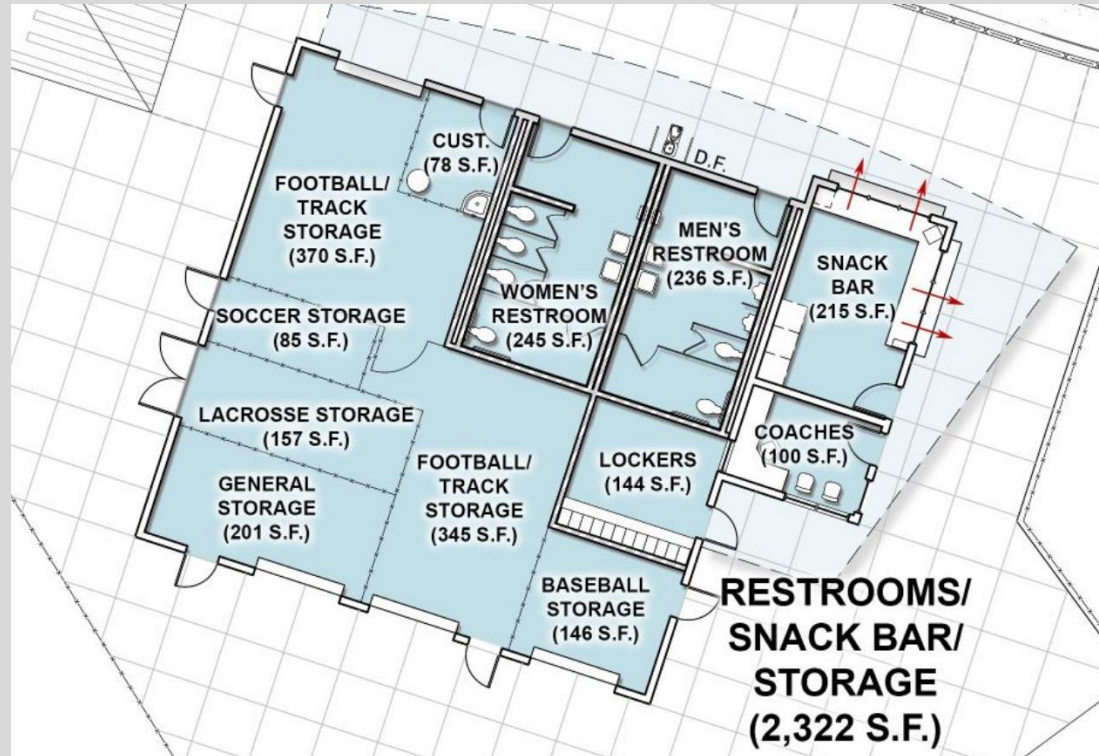 CUST.
(78 S.F.)
D.F.
FOOTBALL/
TRACK
STORAGE
(370 S.F.)
MEN'S
RESTROOM
(236 S.F.)
SNACK
BAR
(215 S.F.)
WOMEN'S
RESTROOM
(245 S.F.)
SOCCER STORAGE
(85 S.F.)
LACROSSE STORAGE
(157 S.F.)
COACHES
(100 S.F.)
FOOTBALL/
TRACK
STORAGE
(345 S.F.)
LOCKERS
(144 S.F.)
GENERAL
STORAGE
(201 S.F.)
BASEBALL
STORAGE
(146 S.F.)
RESTROOMS/
SNACK BAR/
STORAGE
(2,322 S.F.)